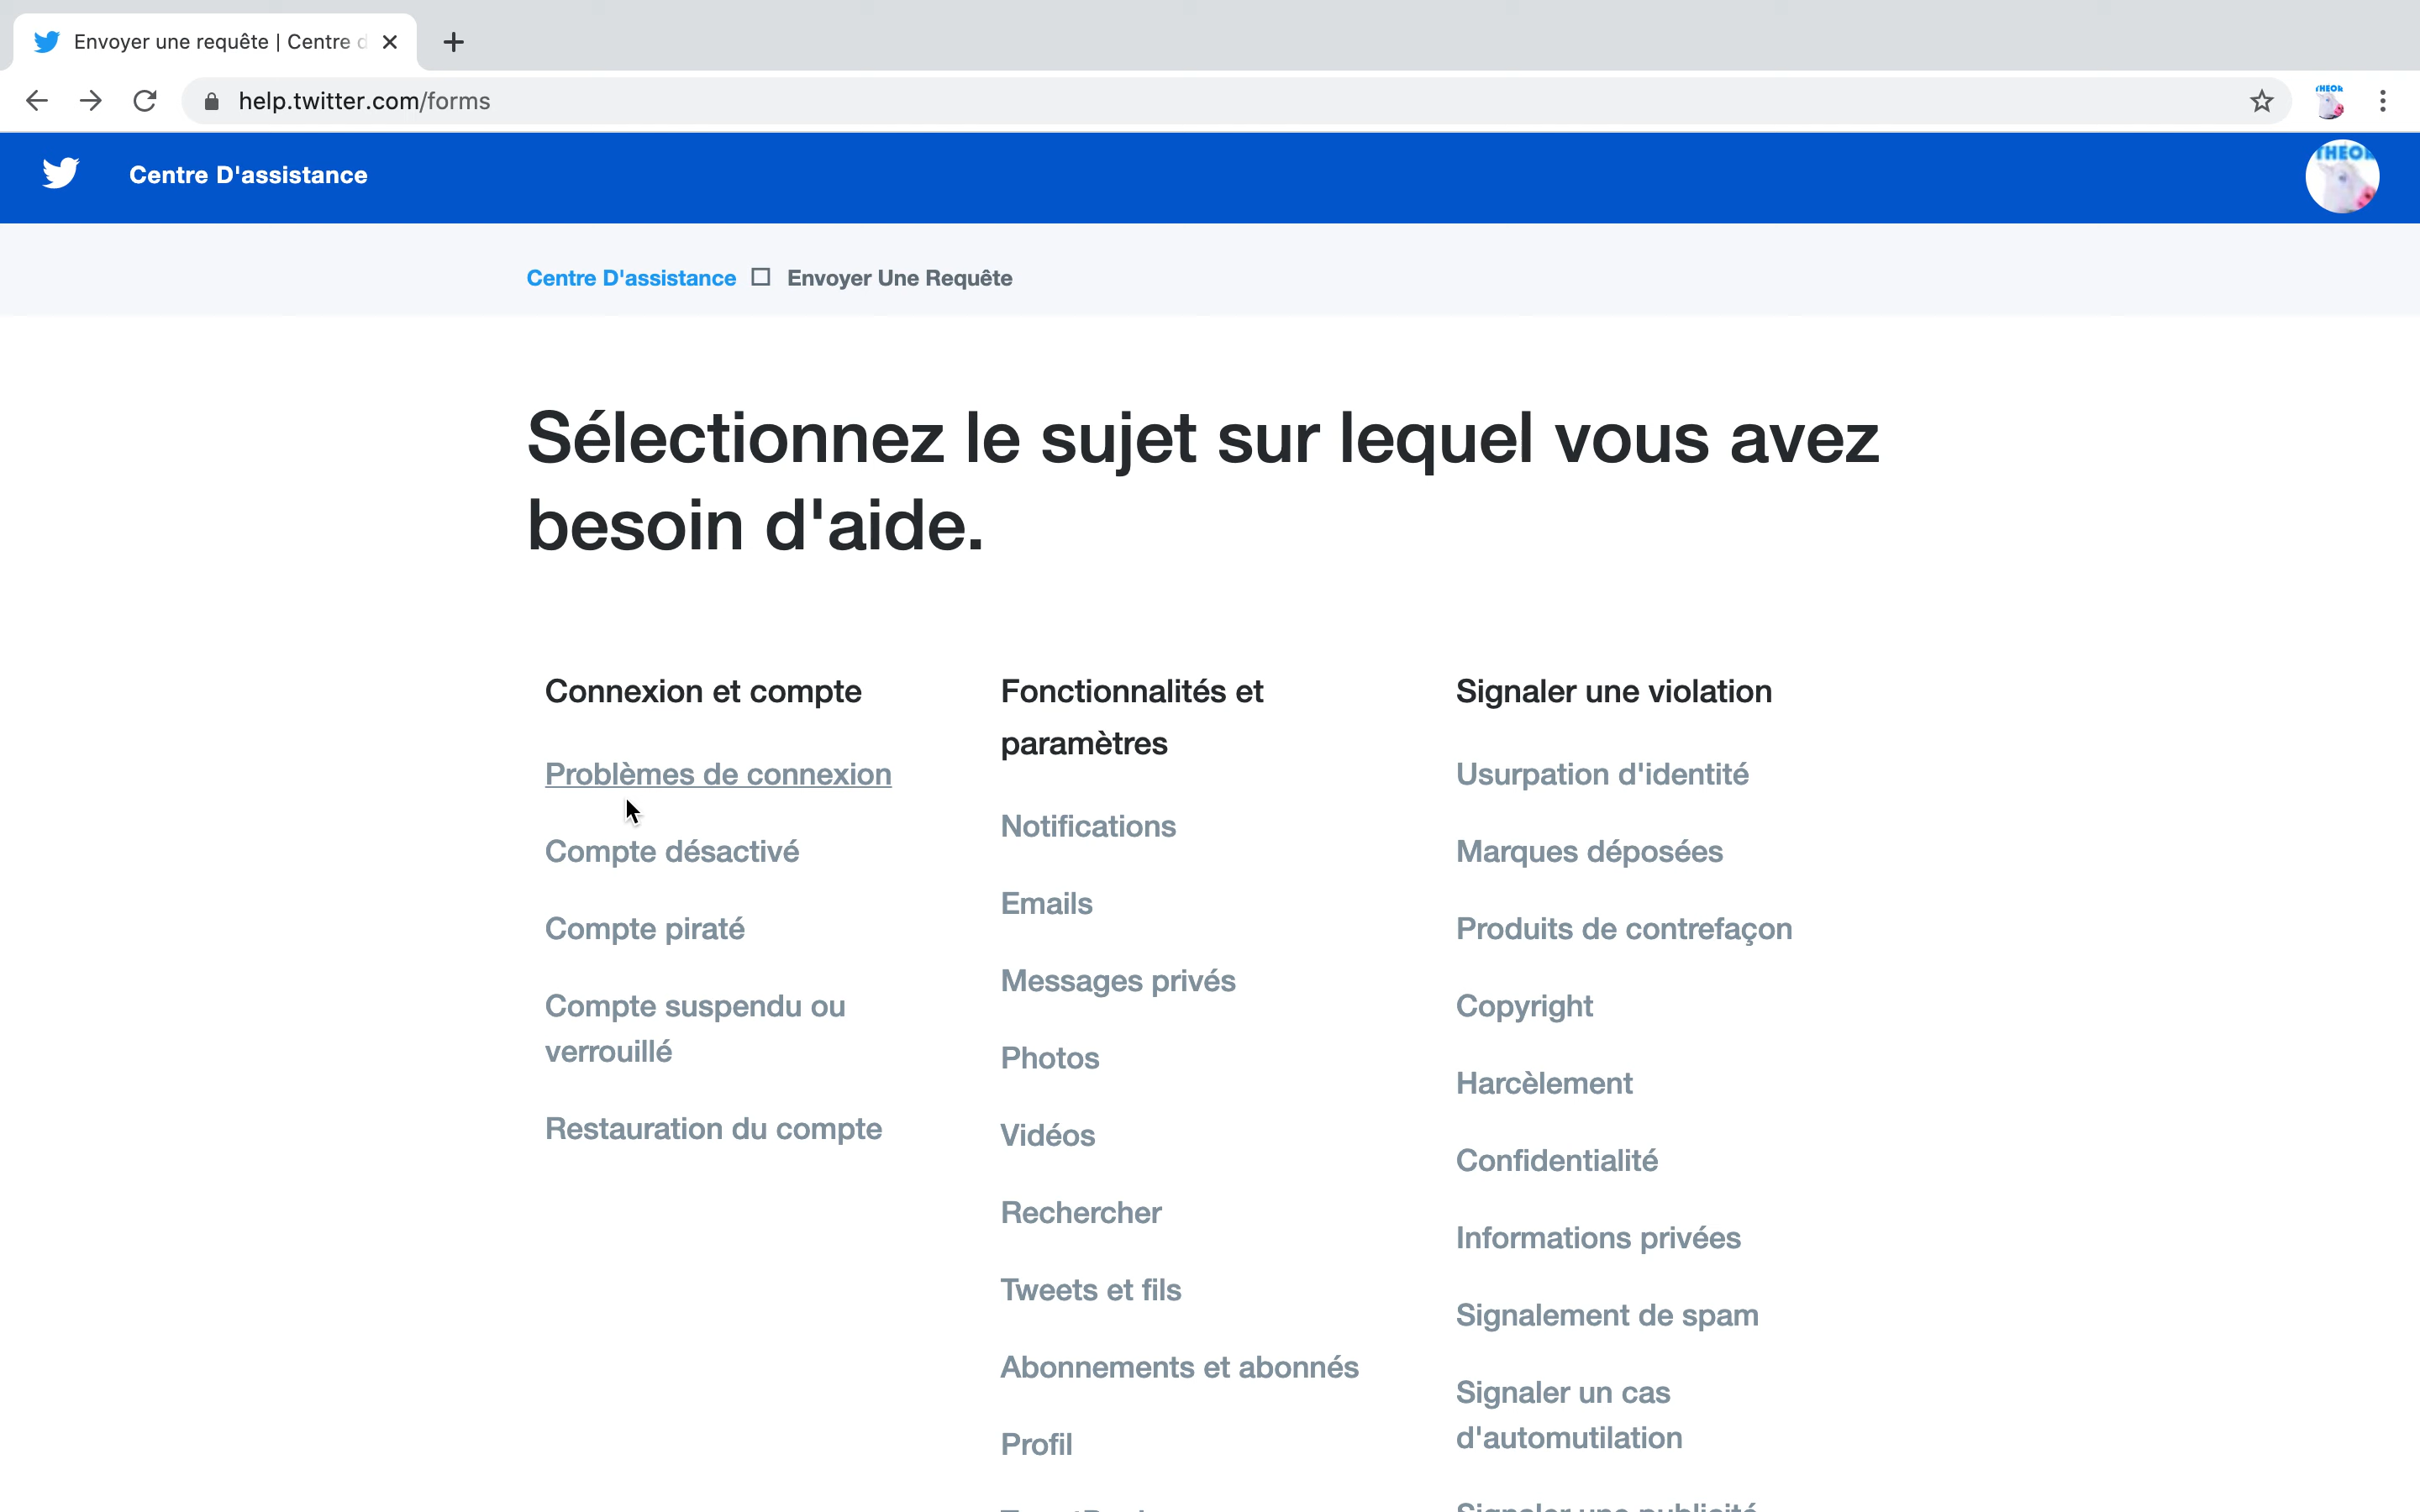 Envoyer une requête | Centre d
help.twitter.com/forms
Centre D'assistance
Centre D'assistance Envoyer Une Requête
Sélectionnez le sujet sur lequel vous avez
besoin d'aide.
Connexion et compte
Problèmes de connexion
Compte désactivé
Compte piraté
Compte suspendu ou
verrouillé
Restauration du compte
Fonctionnalités et
paramètres
Notifications
Emails
Messages privés
Photos
Vidéos
Rechercher
Tweets et fils
Abonnements et abonnés
Profil
Signaler une violation
Usurpation d'identité
Marques déposées
Produits de contrefaçon
Copyright
Harcèlement
Confidentialité
Informations privées
Signalement de spam
Signaler un cas
d'automutilation
Signaler une publicité